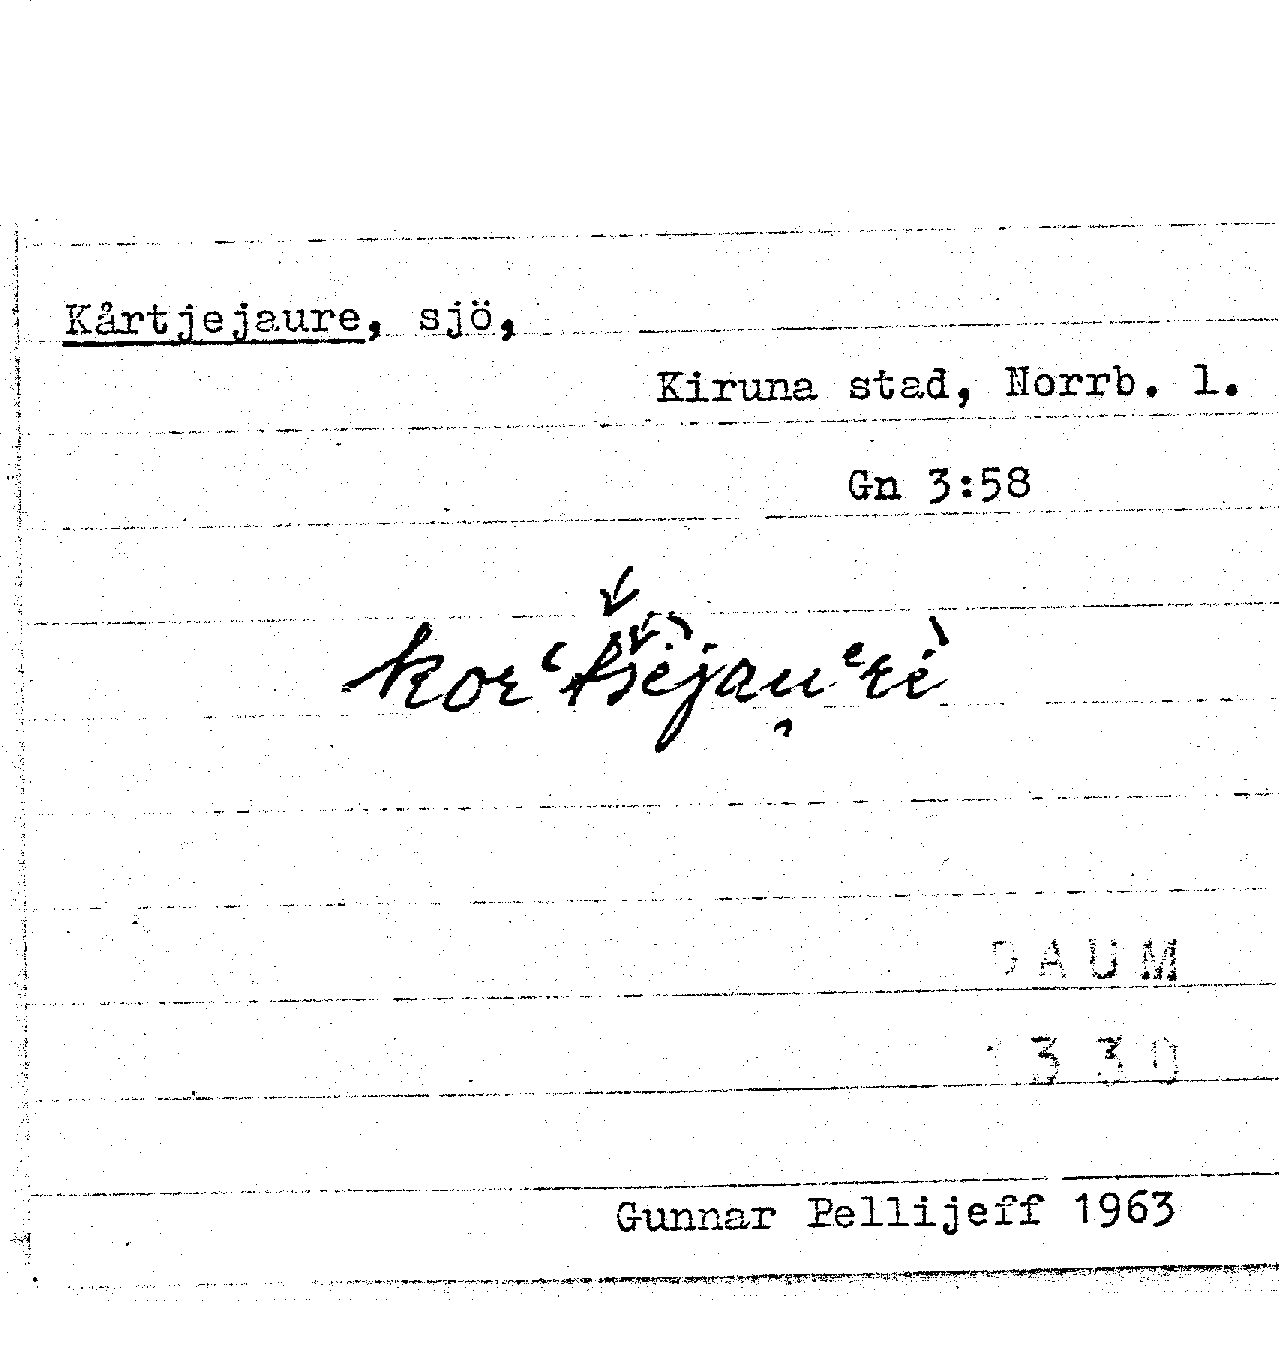 Kårtjejaure, sjö,
Kiruna stad, Norrb. l.
Gn 3:58
DAUM
1330
Gunnar Pellijeff 1963